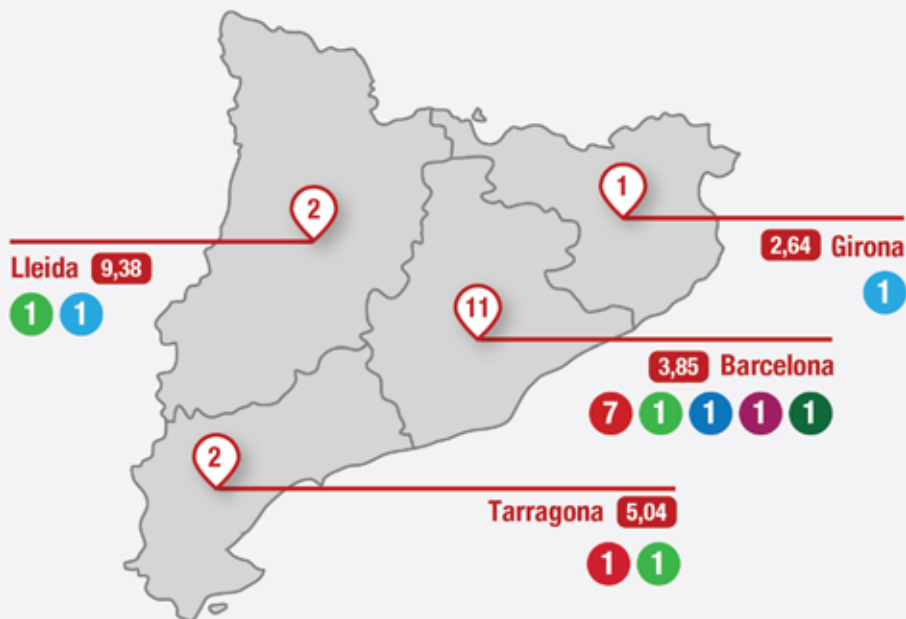 1
2
2,64 Girona
Lleida 9,38
1
1 1
11
3,85 Barcelona
7 1 1 1 1
2
Tarragona 5,04
1 1